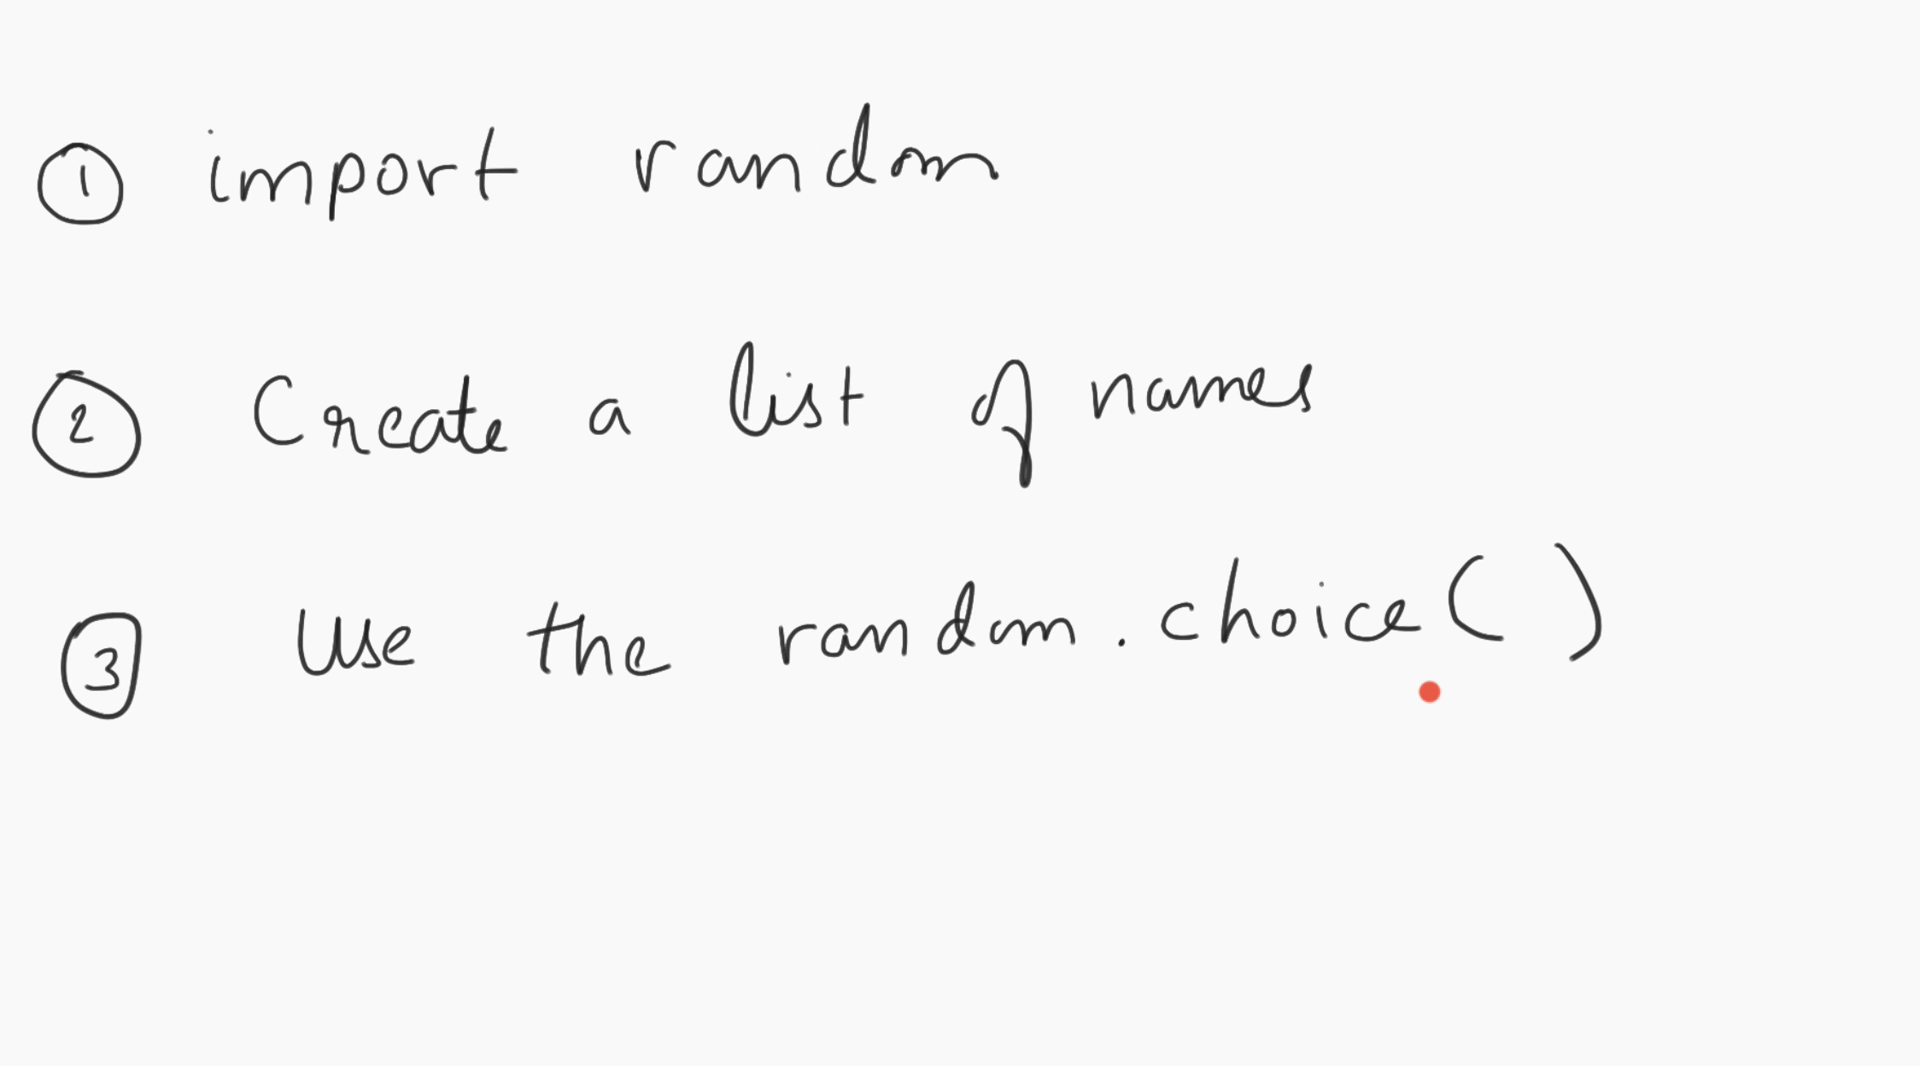 1 import random
2 Create a list of names
3 Use the random.choice()